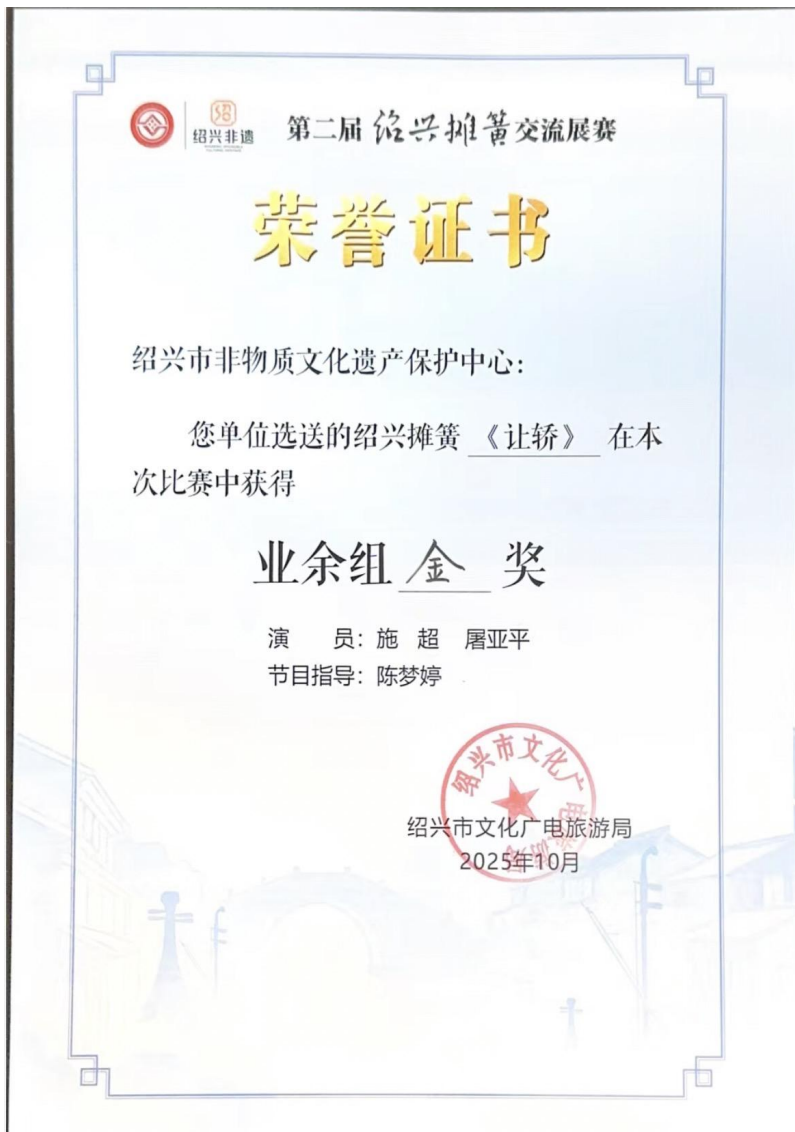 绍兴非遗
第二届绍兴摊簧交流展赛
荣誉证书
绍兴市非物质文化遗产保护中心：
您单位选送的绍兴摊簧《让轿》在本
次比赛中获得
业余组金奖
演　　员：施　超　屠亚平
节目指导：陈梦婷
绍兴市文化广电旅游局
绍兴市文化广电旅游局
2025年10月